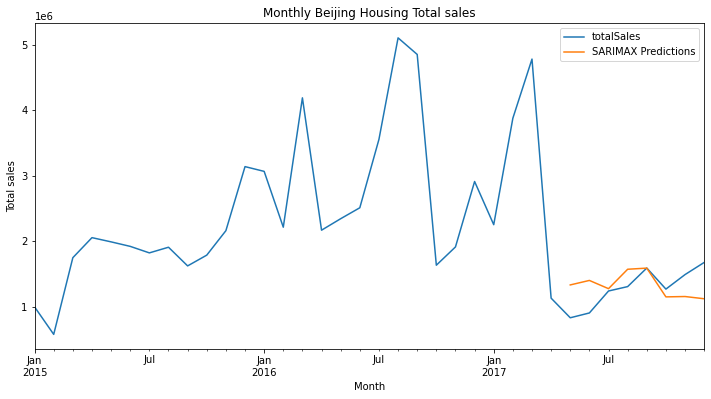 Monthly Beijing Housing Total sales
1e6
totalSales
SARIMAX Predictions
5
4
3
2
1
Total sales
Jan
2015
Jul
Jan
2016
Jul
Jan
2017
Jul
Month